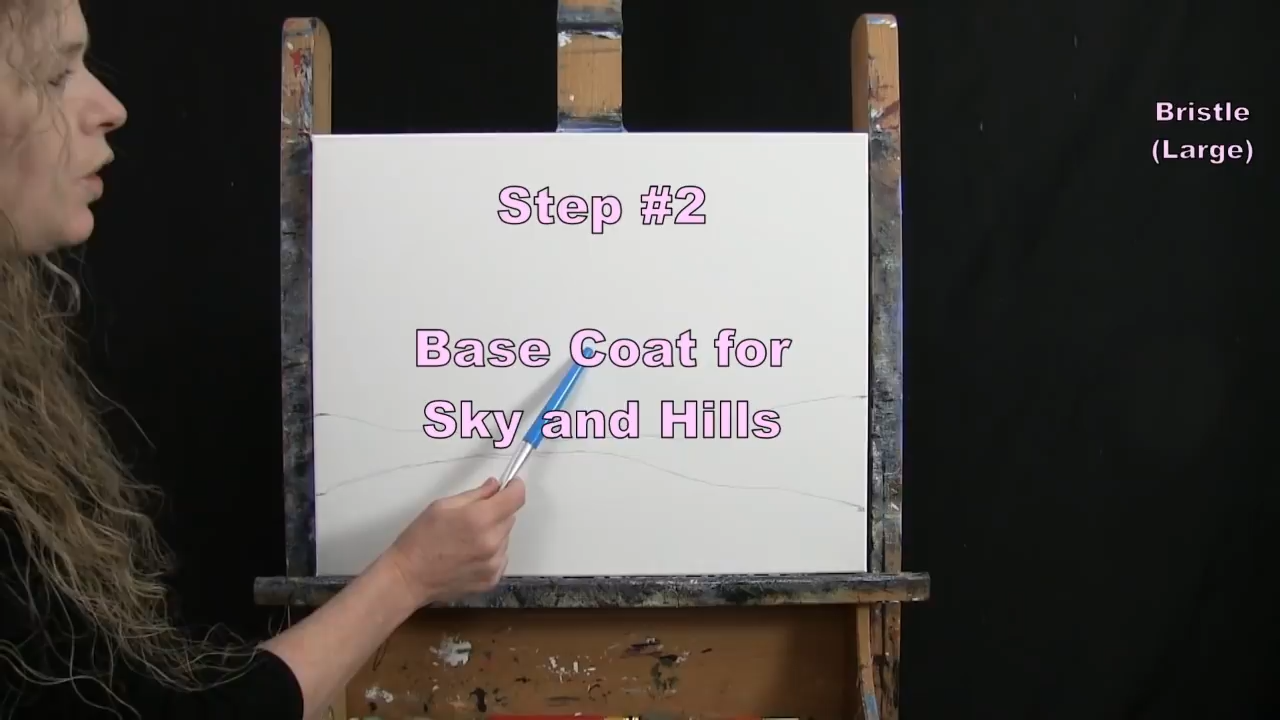 Bristle
(Large)
Step #2
Base Coat for
Sky and Hills